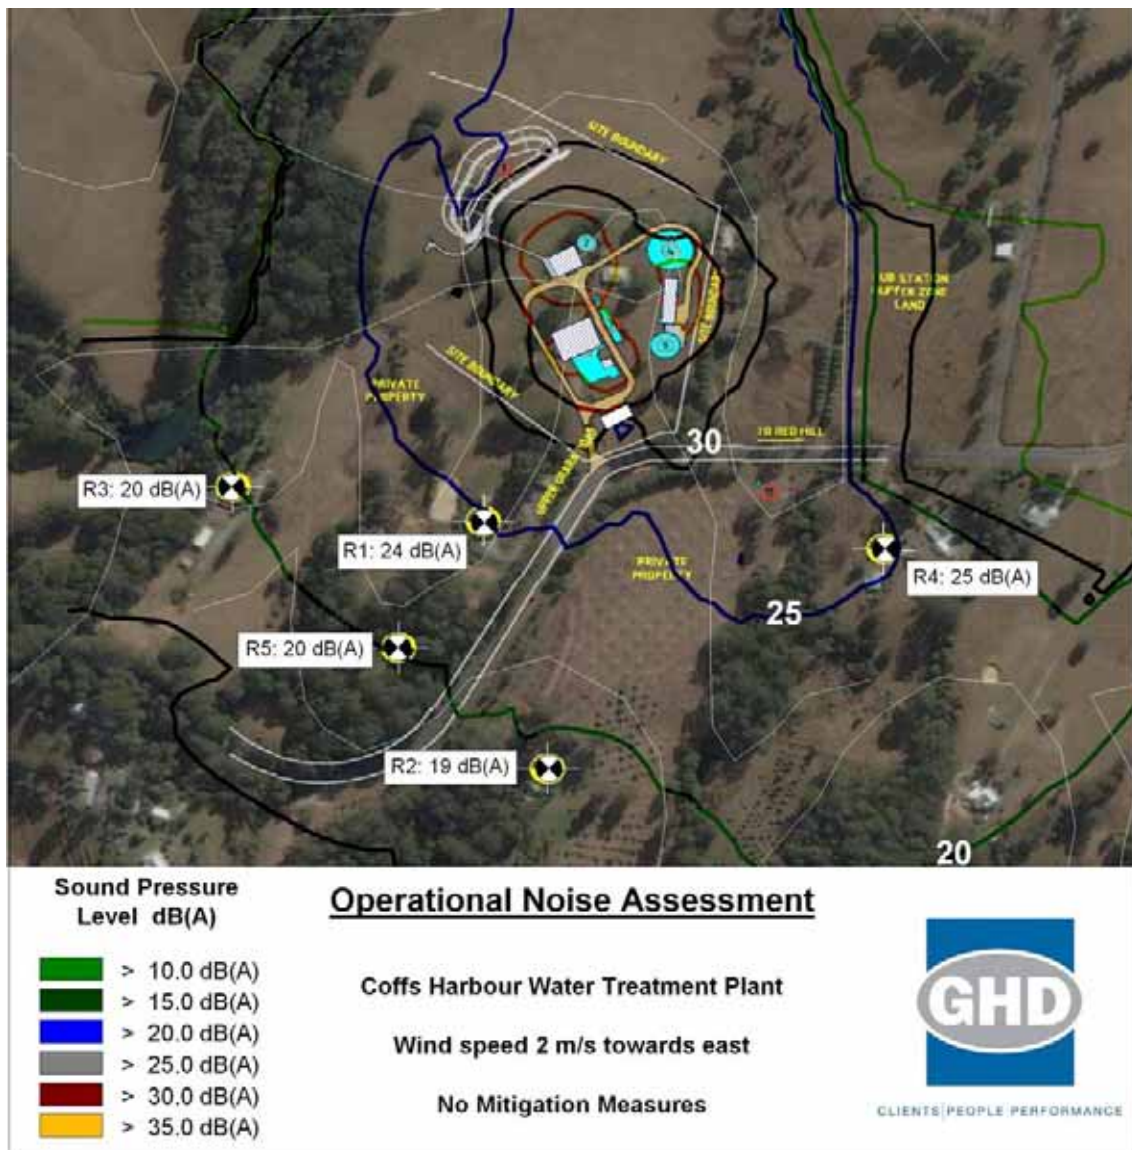 SITE BOUNDARY
SUB STATION
BUFFER ZONE
LAND
SITE BOUNDARY
SITE BOUNDARY
PRIVATE
PROPERTY
30
TO RED HILL
UPPER ORARA
R3: 20 dB(A)
R1: 24 dB(A)
PRIVATE
PROPERTY
R4: 25 dB(A)
25
R5: 20 dB(A)
R2: 19 dB(A)
20
Sound Pressure
Level dB(A)
> 10.0 dB(A)
> 15.0 dB(A)
> 20.0 dB(A)
> 25.0 dB(A)
> 30.0 dB(A)
> 35.0 dB(A)
Operational Noise Assessment
Coffs Harbour Water Treatment Plant
Wind speed 2 m/s towards east
No Mitigation Measures
GHD
CLIENTS|PEOPLE PERFORMANCE